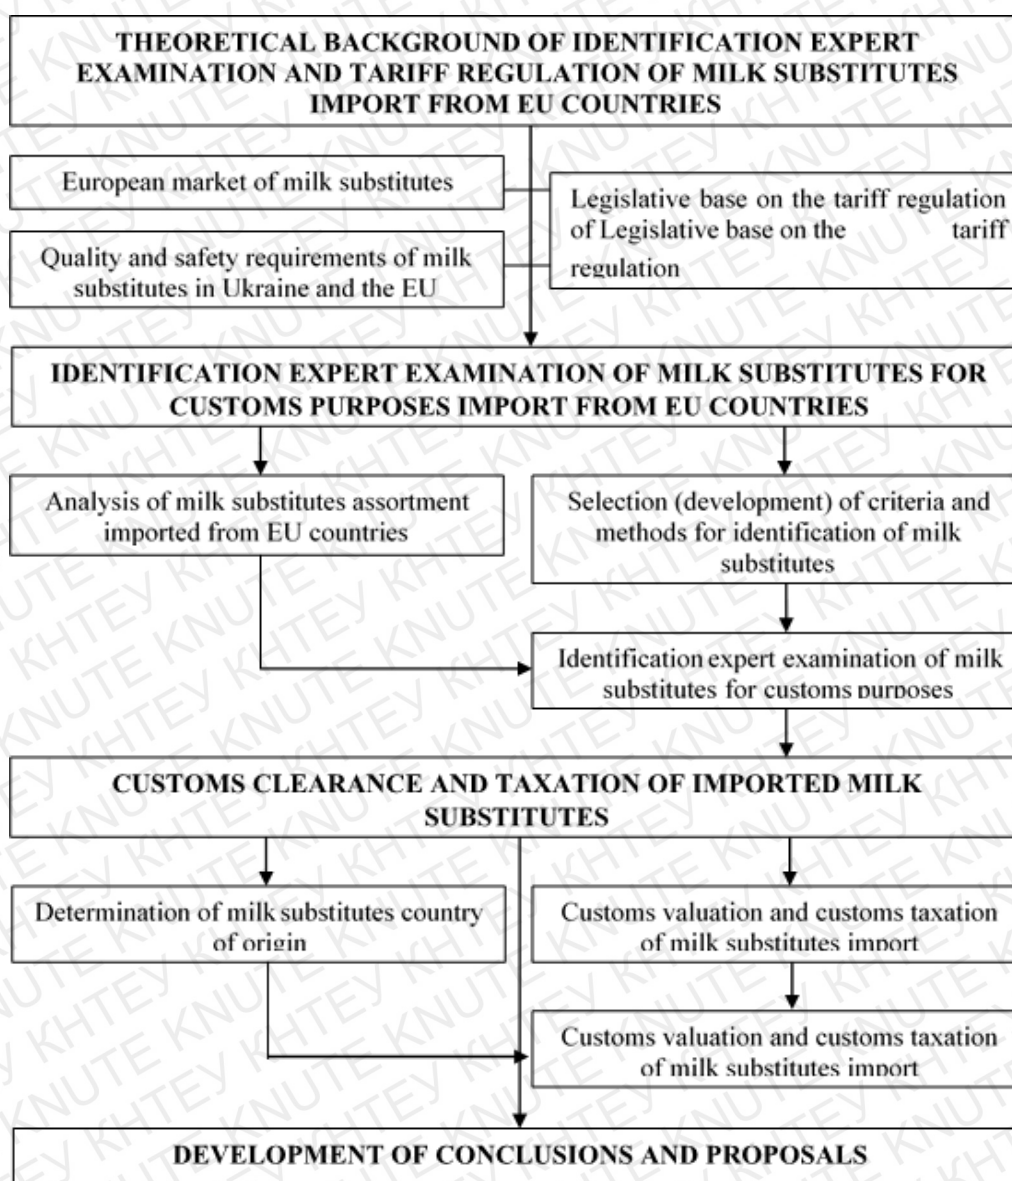 THEORETICAL BACKGROUND OF IDENTIFICATION EXPERT
EXAMINATION AND TARIFF REGULATION OF MILK SUBSTITUTES
IMPORT FROM EU COUNTRIES
European market of milk substitutes
Legislative base on the tariff regulation
of Legislative base on the tariff
regulation
Quality and safety requirements of milk
substitutes in Ukraine and the EU
IDENTIFICATION EXPERT EXAMINATION OF MILK SUBSTITUTES FOR
CUSTOMS PURPOSES IMPORT FROM EU COUNTRIES
Analysis of milk substitutes assortment
imported from EU countries
Selection (development) of criteria and
methods for identification of milk
substitutes
Identification expert examination of milk
substitutes for customs purposes
CUSTOMS CLEARANCE AND TAXATION OF IMPORTED MILK
SUBSTITUTES
Determination of milk substitutes country
of origin
Customs valuation and customs taxation
of milk substitutes import
Customs valuation and customs taxation
of milk substitutes import
DEVELOPMENT OF CONCLUSIONS AND PROPOSALS
KNUTE КНТЕУ KNUTE КНТЕУ